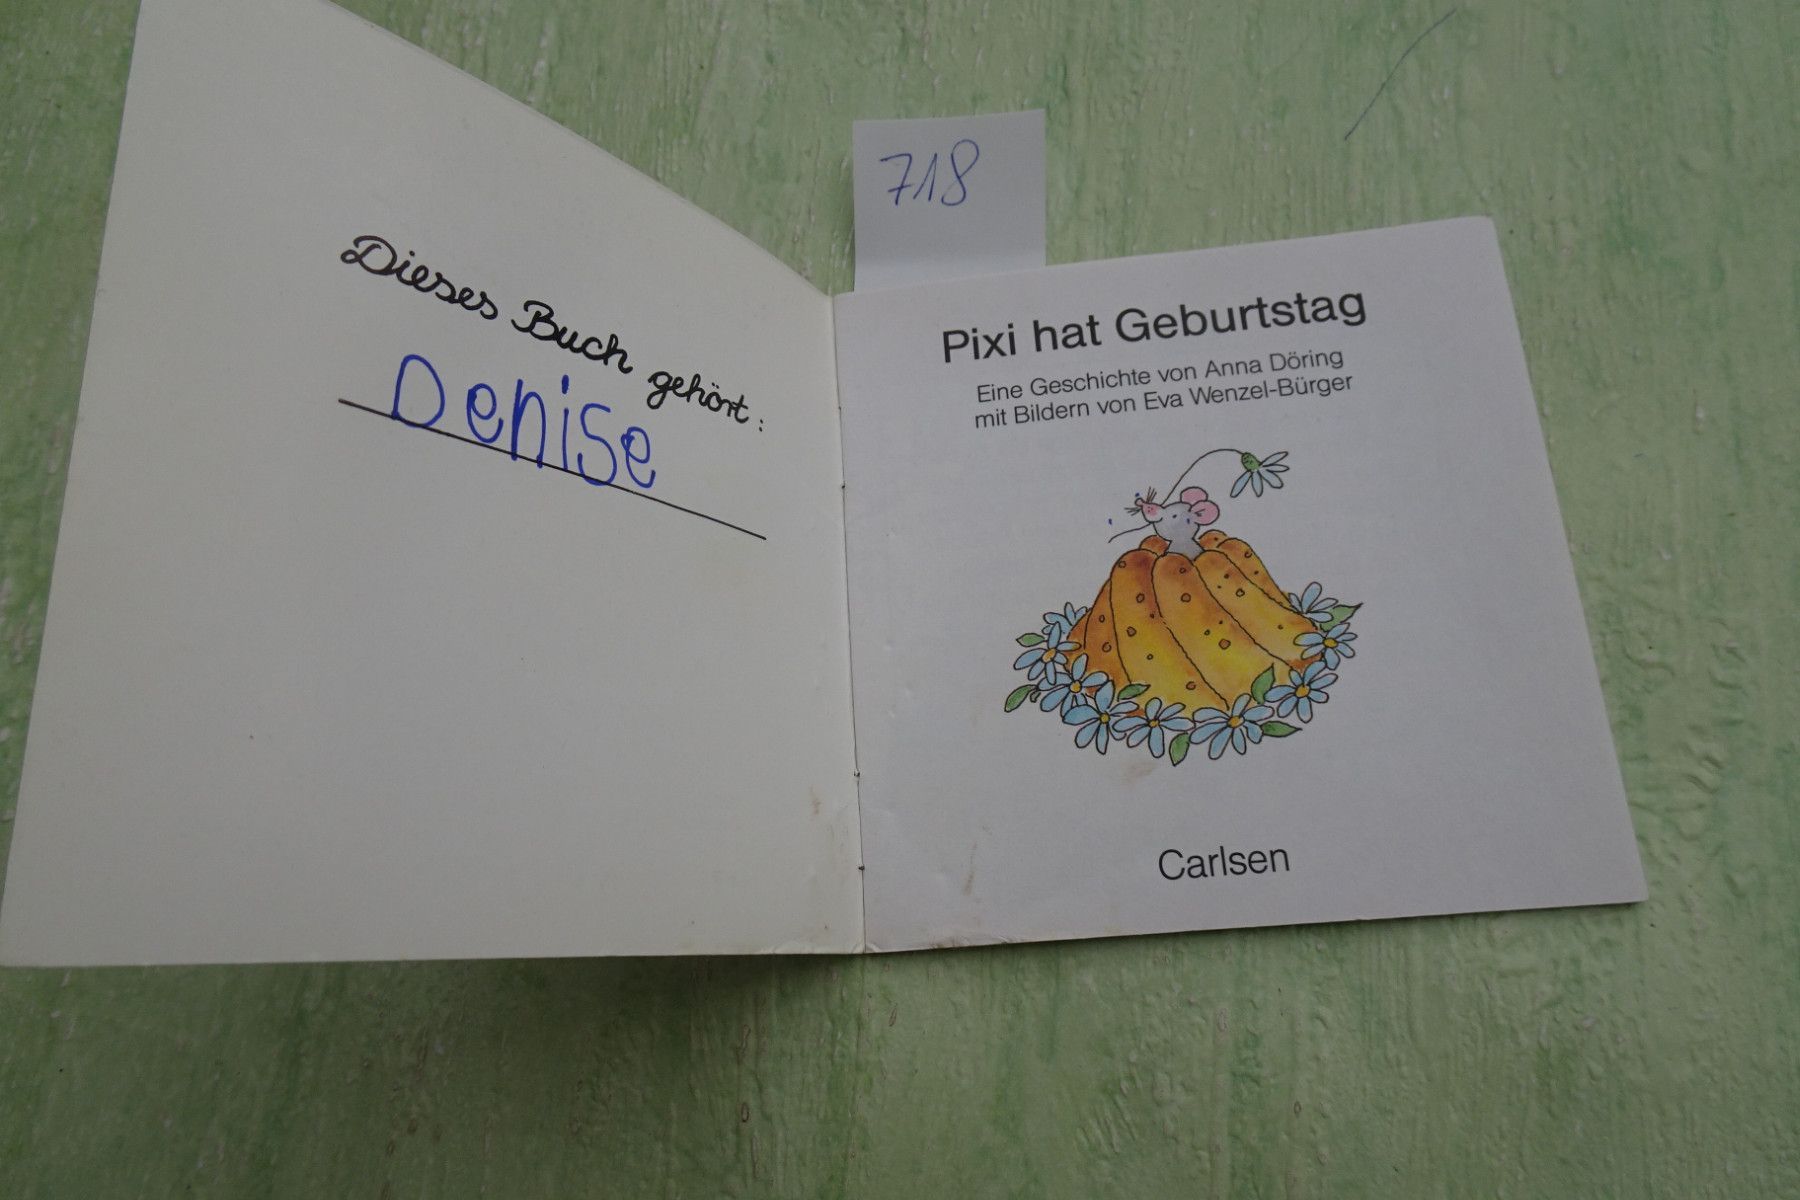 Dieses Buch gehört:
Denise
718
Pixi hat Geburtstag
Eine Geschichte von Anna Döring
mit Bildern von Eva Wenzel-Bürger
Carlsen